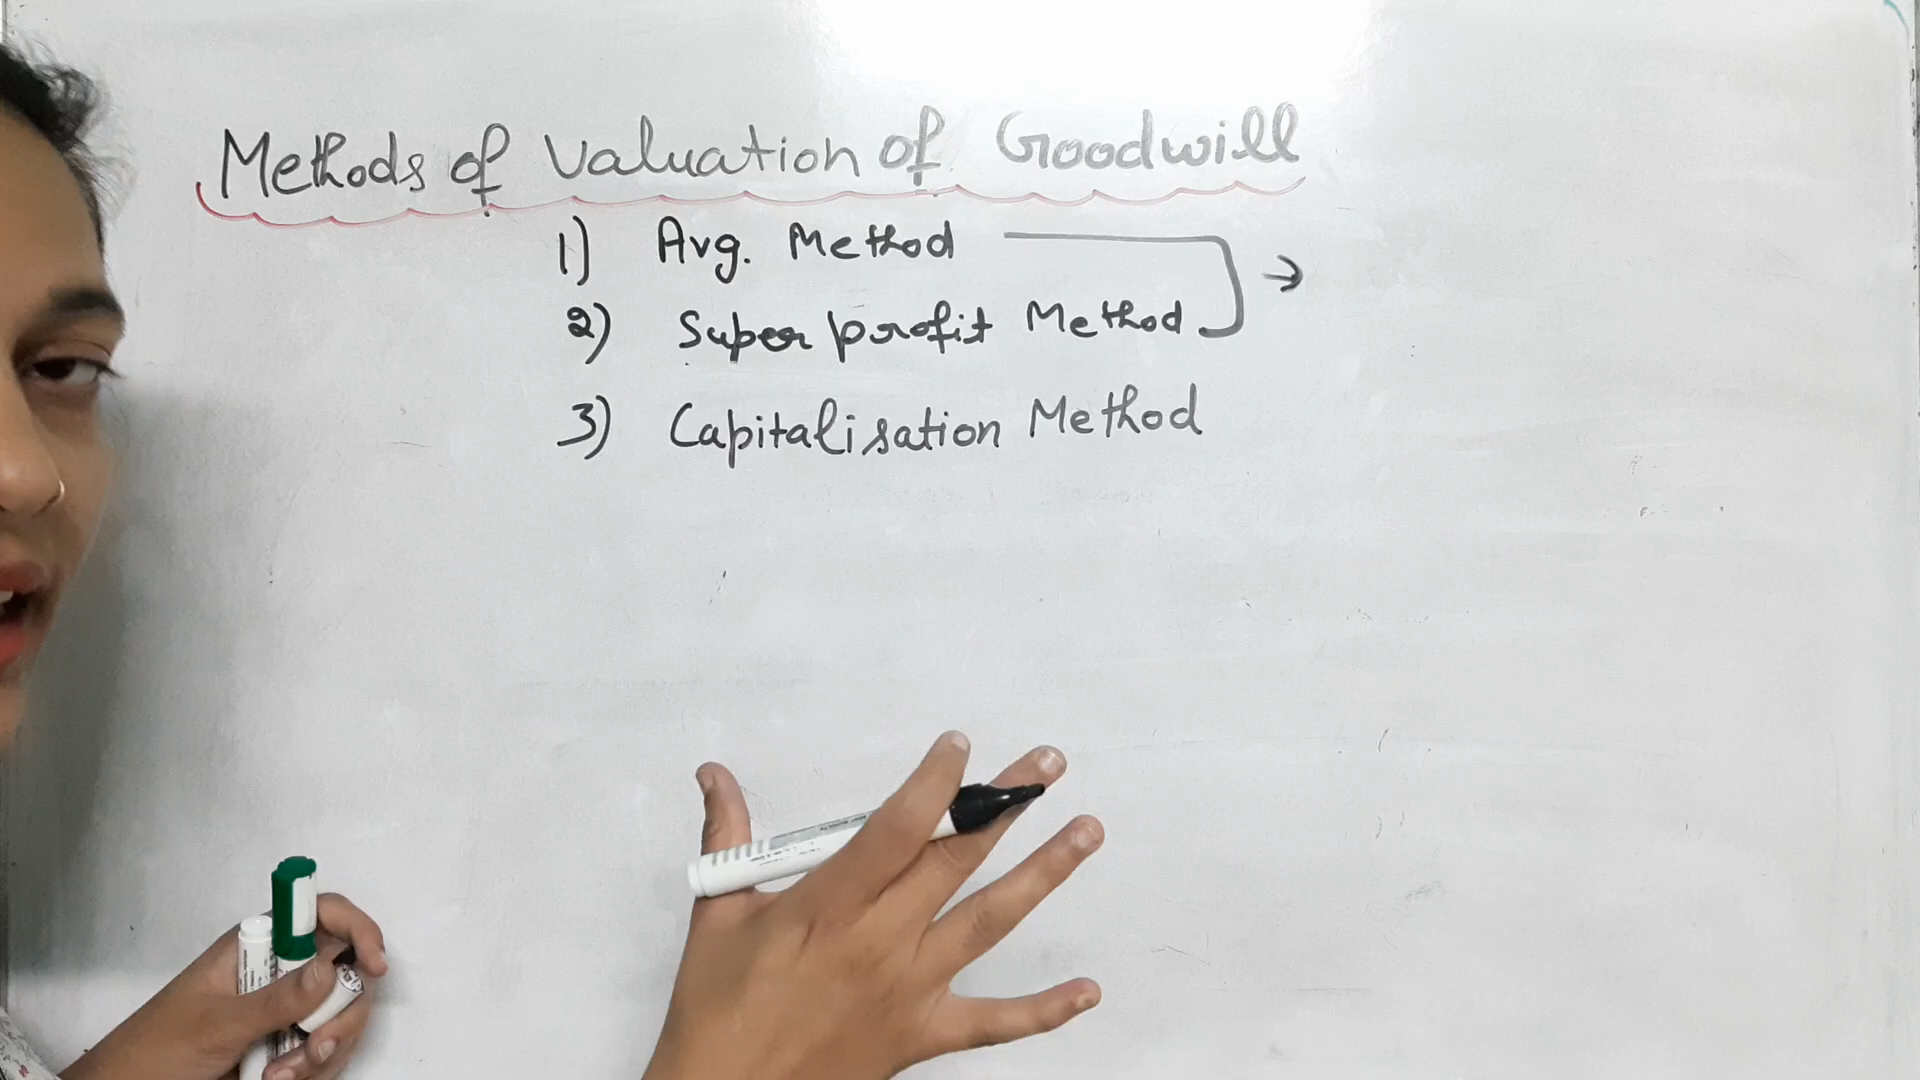 Methods of Valuation of Goodwill
1) Avg. Method →
2) Super profit Method
3) Capitalisation Method